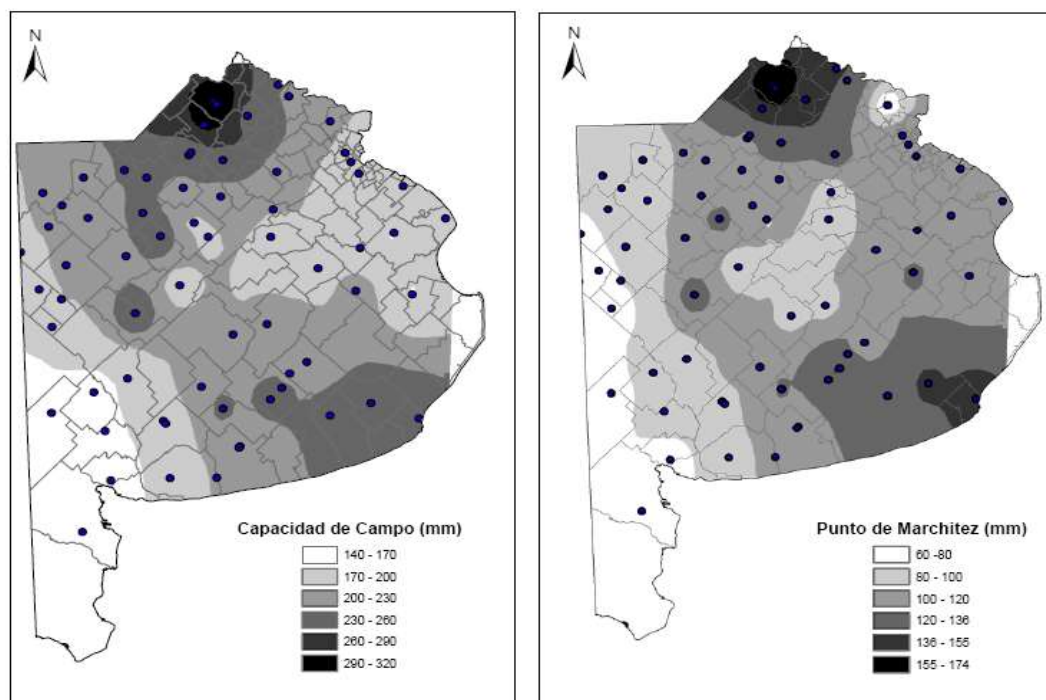 N
Capacidad de Campo (mm)
140 - 170
170 - 200
200 - 230
230 - 260
260 - 290
290 - 320
N
Punto de Marchitez (mm)
60 -80
80 - 100
100 - 120
120 - 136
136 - 155
155 - 174